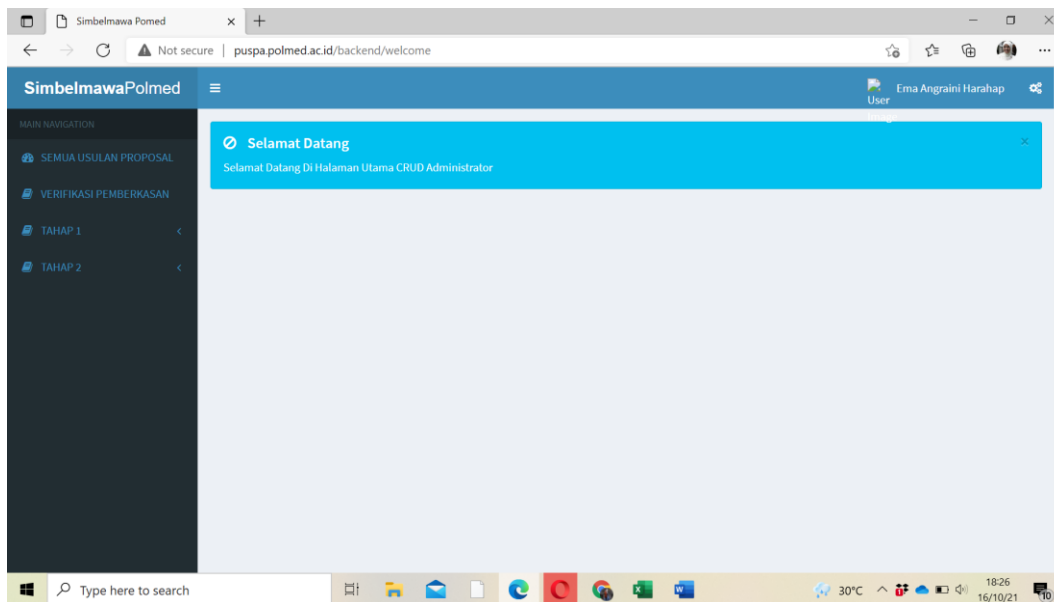 Simbelmawa Pomed
Not secure | puspa.polmed.ac.id/backend/welcome
SimbelmawaPolmed
User Image
Ema Angraini Harahap
MAIN NAVIGATION
SEMUA USULAN PROPOSAL
VERIFIKASI PEMBERKASAN
TAHAP 1
TAHAP 2
Selamat Datang
Selamat Datang Di Halaman Utama CRUD Administrator
Type here to search
30°C
18:26
16/10/21
10